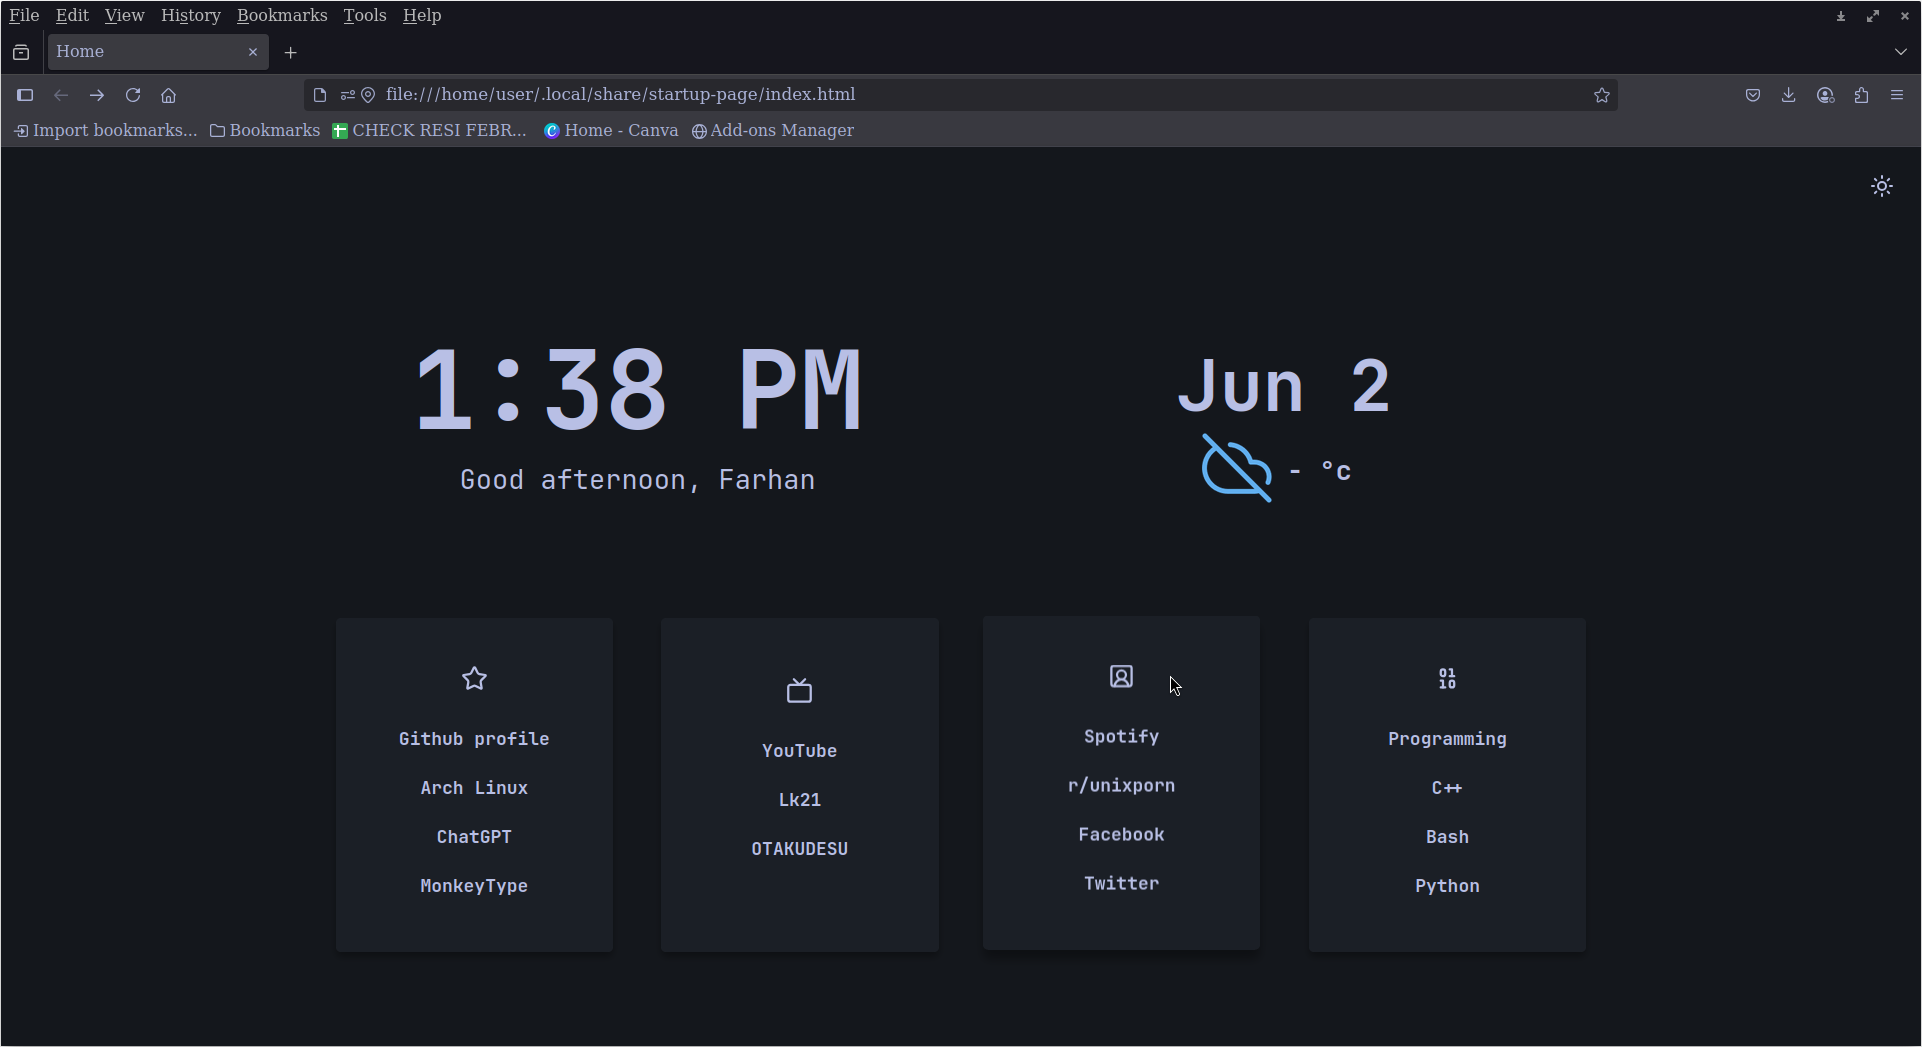 File Edit View History Bookmarks Tools Help
Home
file:///home/user/.local/share/startup-page/index.html
Import bookmarks... Bookmarks CHECK RESI FEBR... Home - Canva Add-ons Manager
1:38 PM
Good afternoon, Farhan
Jun 2
- °c
Github profile
Arch Linux
ChatGPT
MonkeyType
YouTube
Lk21
OTAKUDESU
Spotify
r/unixporn
Facebook
Twitter
01
10
Programming
C++
Bash
Python